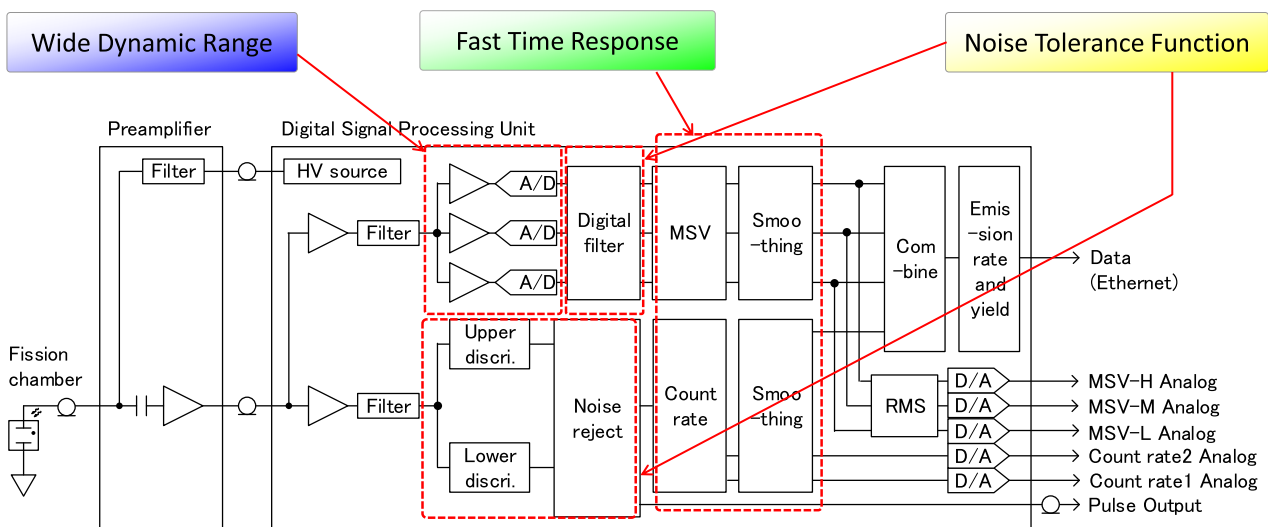 Wide Dynamic Range
Fast Time Response
Noise Tolerance Function
Preamplifier
Digital Signal Processing Unit
Filter
HV source
Filter
A/D
A/D
A/D
Digital
filter
MSV
Smoo
-thing
Com
-bine
Emis
-sion
rate
and
yield
Data
(Ethernet)
Fission
chamber
Filter
Upper
discri.
Lower
discri.
Noise
reject
Count
rate
Smoo
-thing
RMS
D/A
MSV-H Analog
D/A
MSV-M Analog
D/A
MSV-L Analog
D/A
Count rate2 Analog
D/A
Count rate1 Analog
Pulse Output